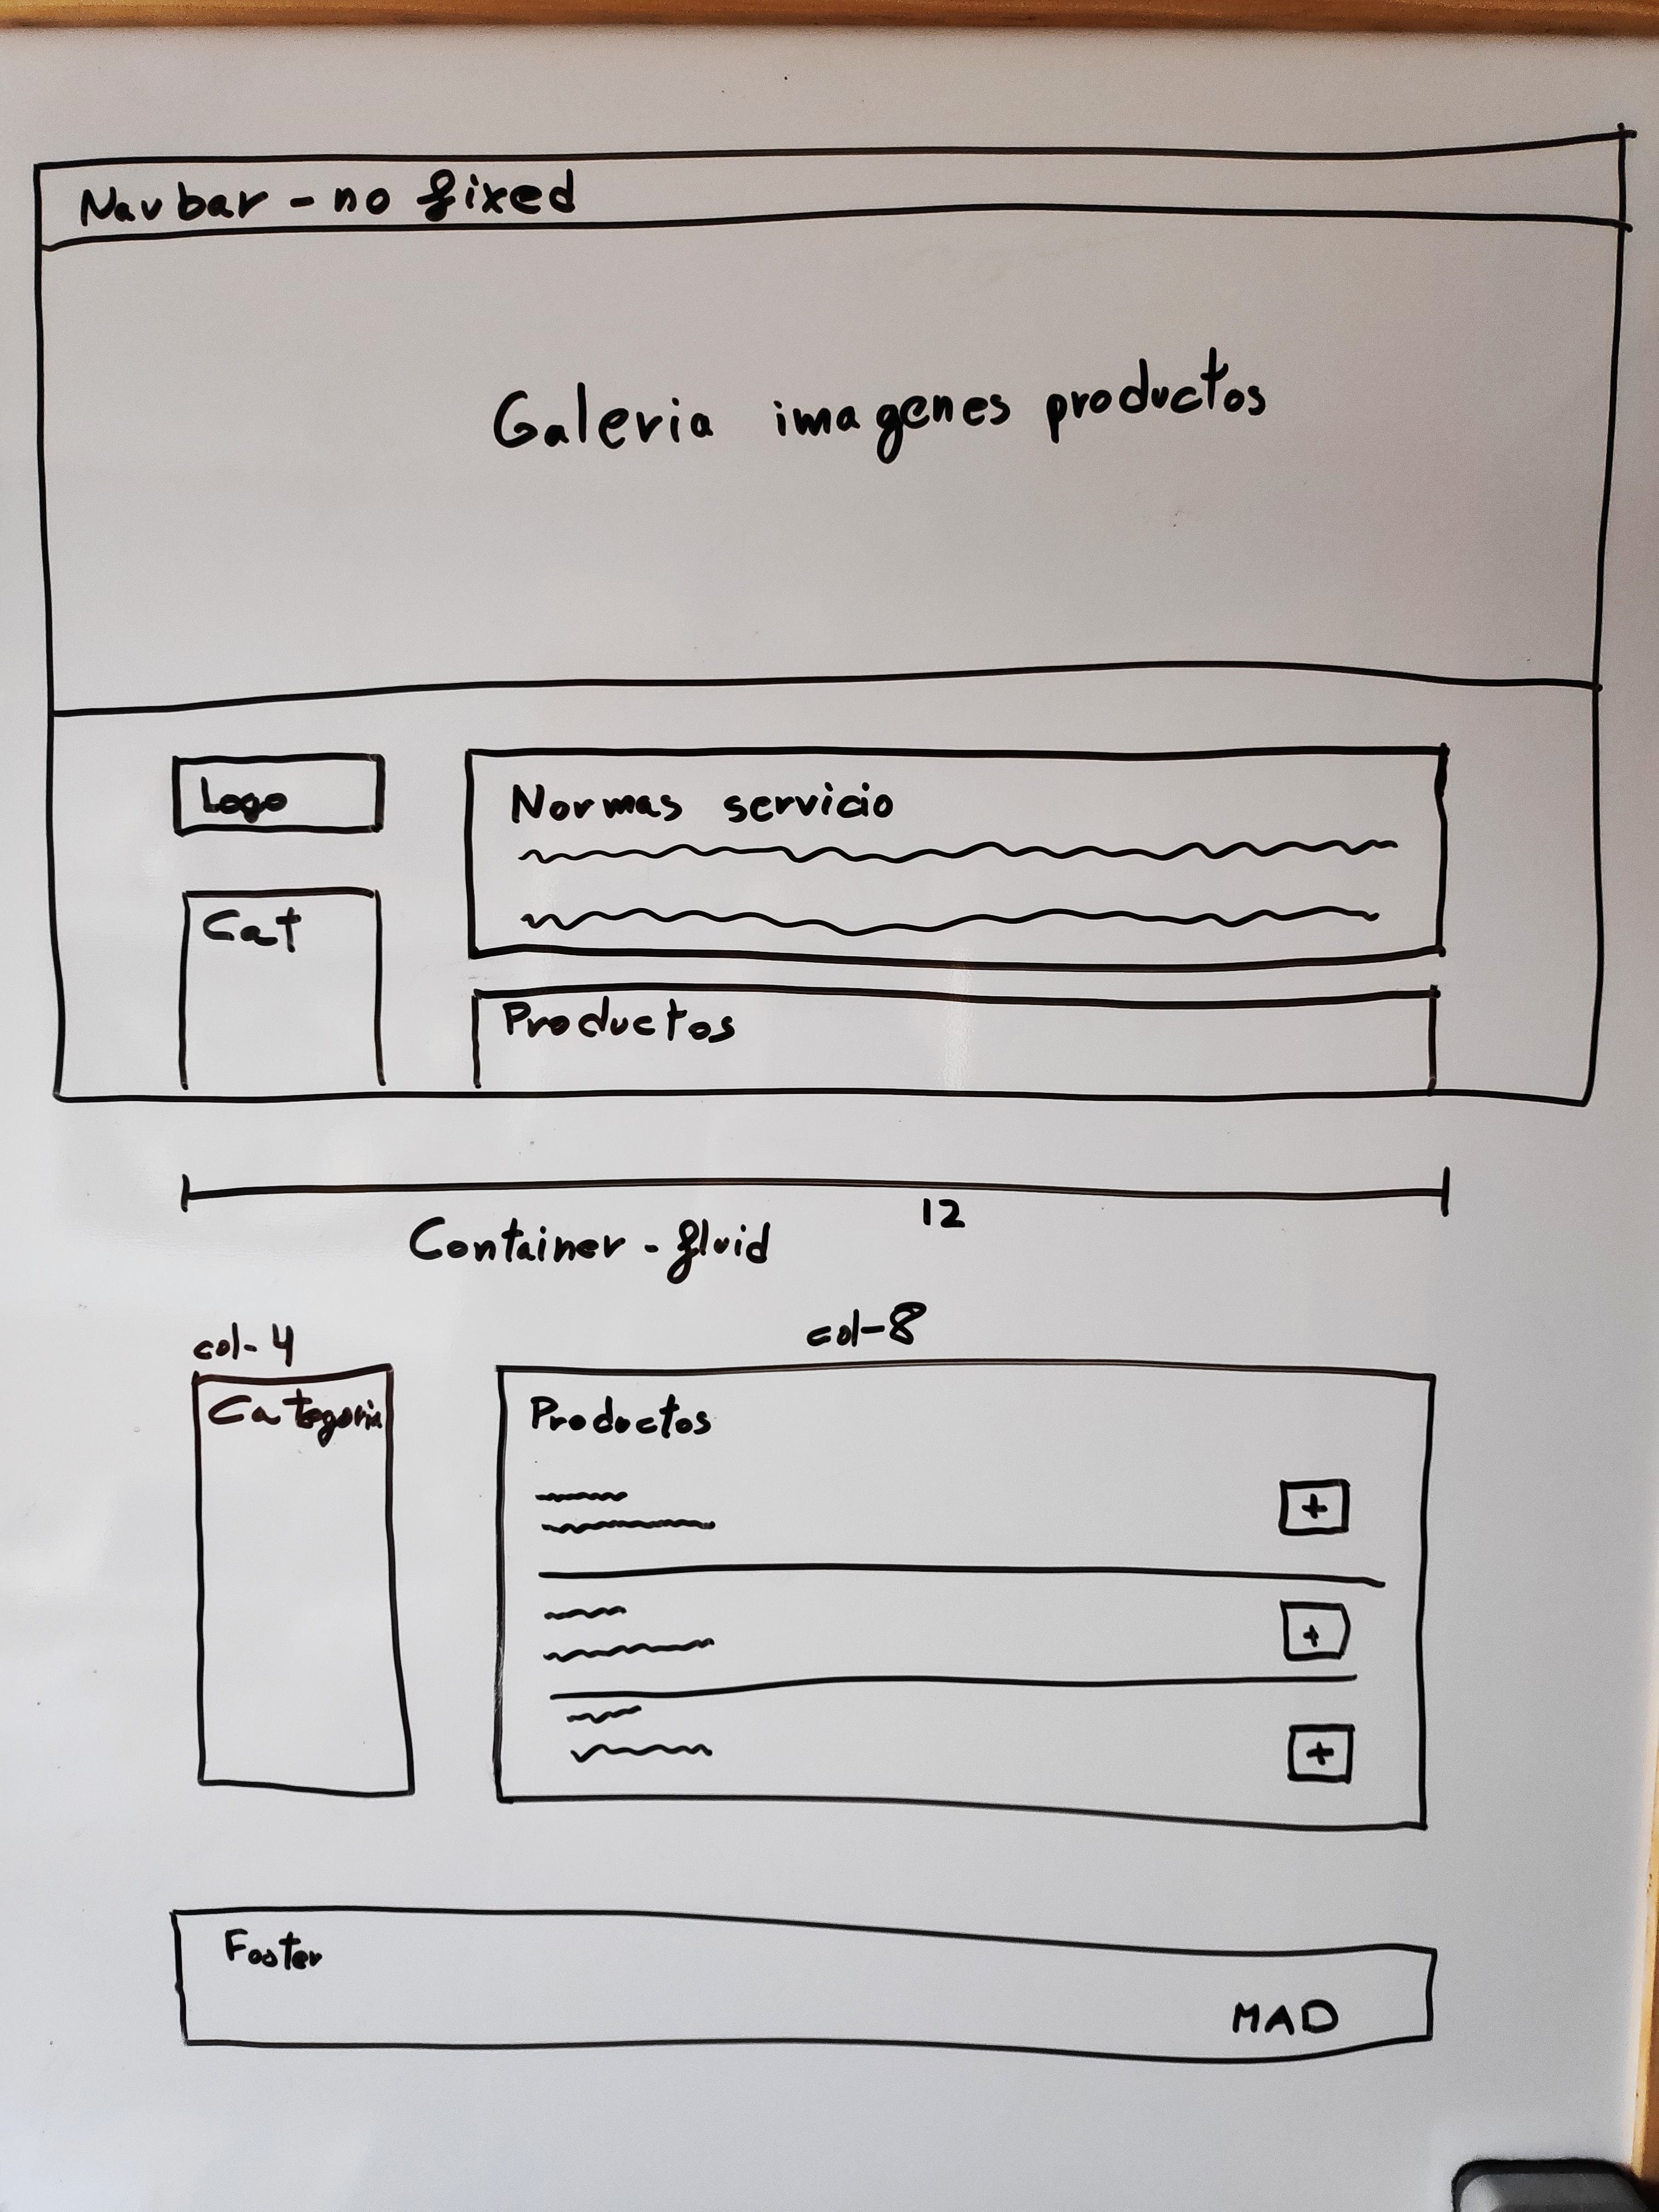 Navbar - no fixed
Galeria imagenes productos
Logo
Normas servicio
Cat
Productos
12
Container - fluid
col-4
col-8
Categoria
Productos
+
+
+
Footer
MAD